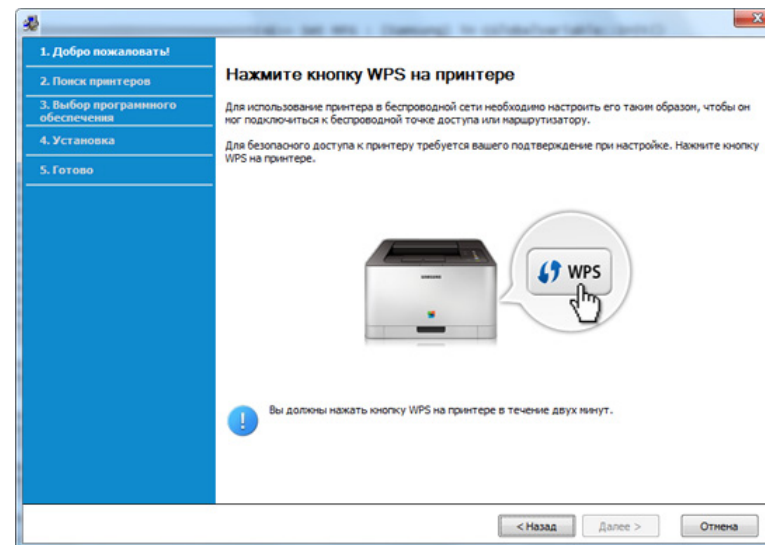 1. Добро пожаловать!
2. Поиск принтеров
3. Выбор программного
обеспечения
4. Установка
5. Готово
Нажмите кнопку WPS на принтере
Для использование принтера в беспроводной сети необходимо настроить его таким образом, чтобы он
мог подключиться к беспроводной точке доступа или маршрутизатору.
Для безопасного доступа к принтеру требуется вашего подтверждение при настройке. Нажмите кнопку
WPS на принтере.
SAMSUNG
WPS
Вы должны нажать кнопку WPS на принтере в течение двух минут.
< Назад
Далее >
Отмена